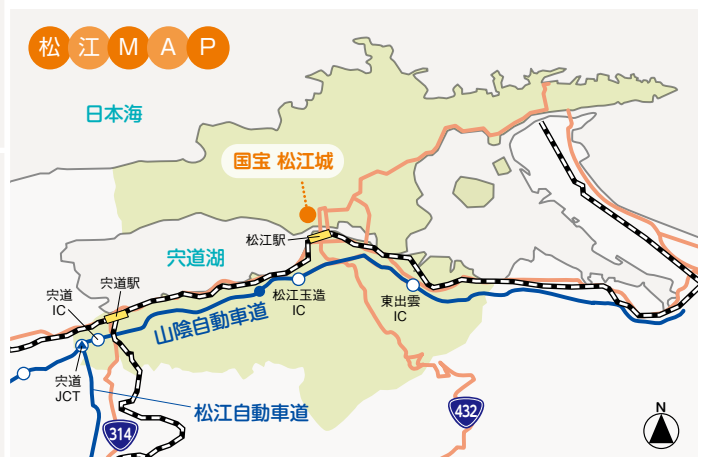 松江MAP
日本海
国宝 松江城
松江駅
宍道湖
宍道駅
宍道
IC
松江玉造
IC
東出雲
IC
山陰自動車道
宍道
JCT
松江自動車道
314
432
N